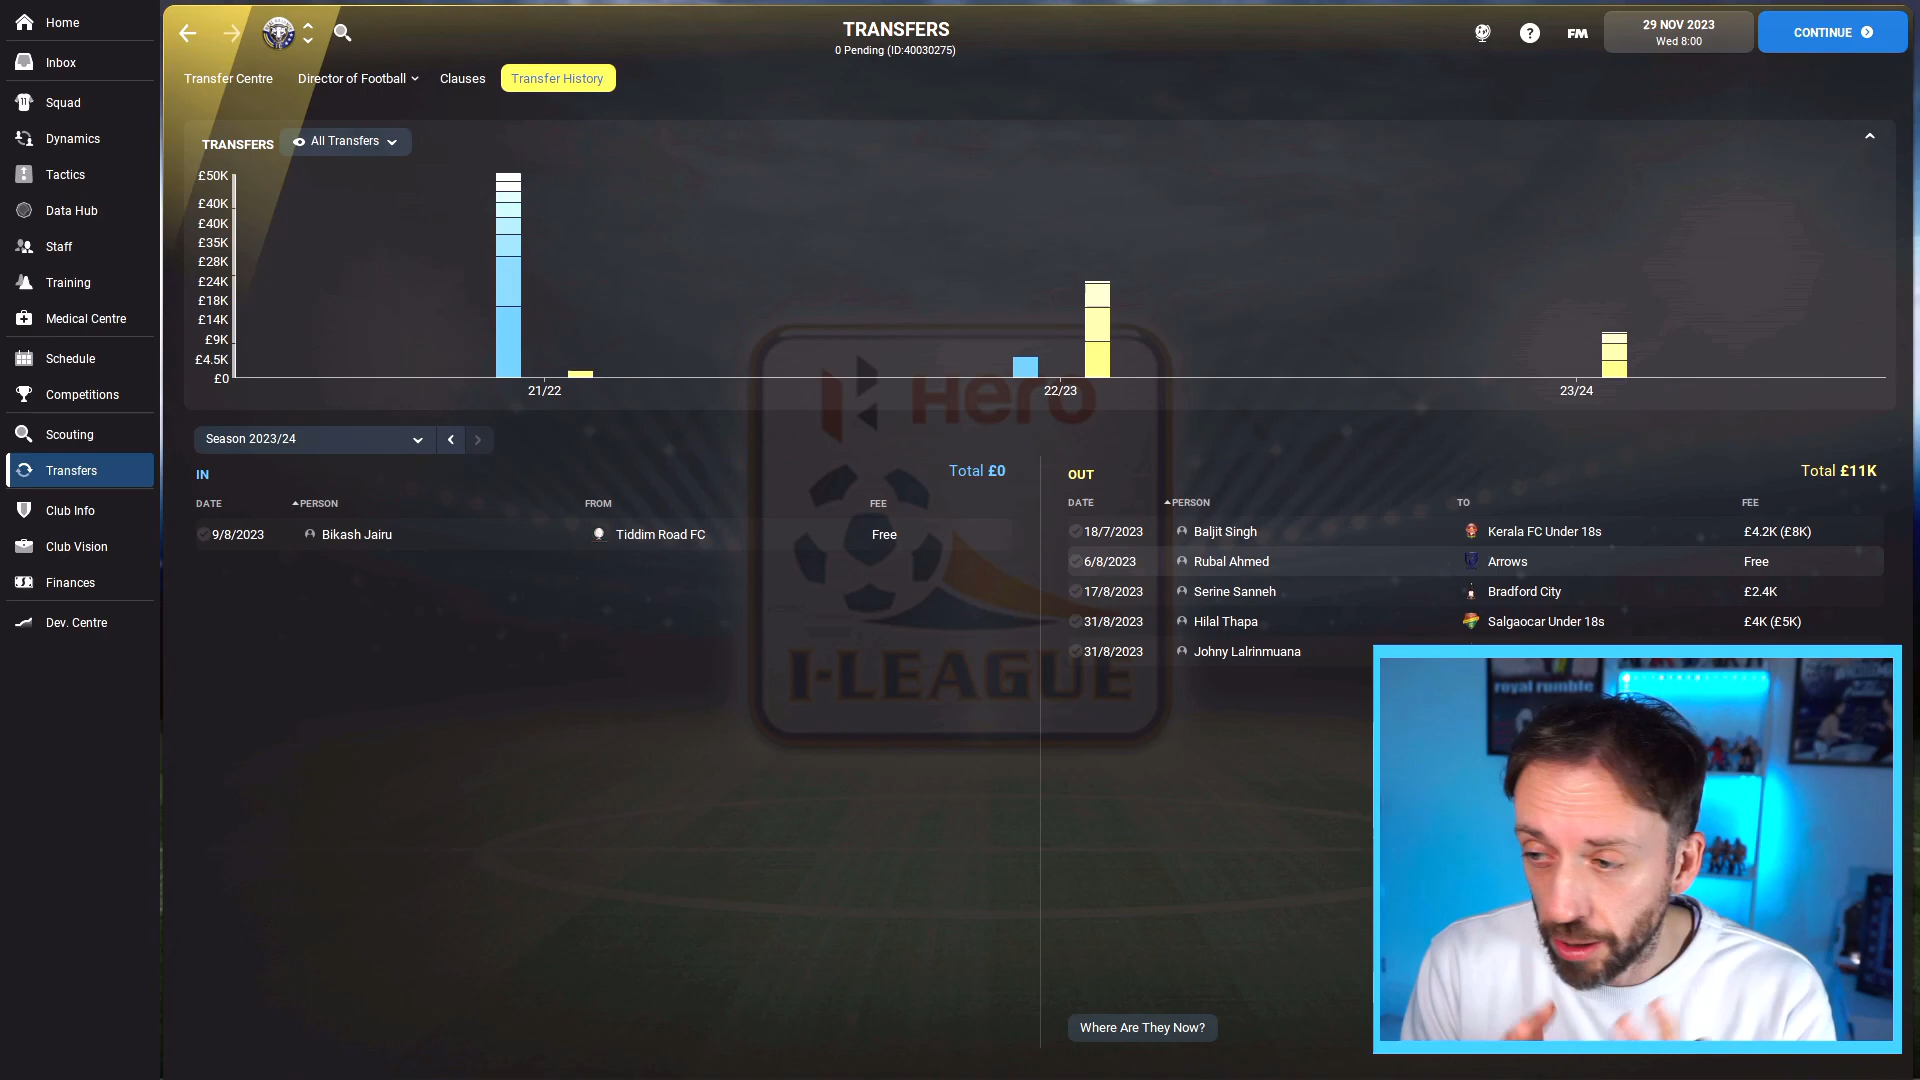 Home
Inbox
Squad
Dynamics
Tactics
Data Hub
Staff
Training
Medical Centre
Schedule
Competitions
Scouting
Transfers
Club Info
Club Vision
Finances
Dev. Centre
TRANSFERS
0 Pending (ID:40030275)
FM
29 NOV 2023
Wed 8:00
CONTINUE
Transfer Centre
Director of Football
Clauses
Transfer History
TRANSFERS
All Transfers
£50K
£40K
£40K
£35K
£28K
£24K
£18K
£14K
£9K
£4.5K
£0
21/22
22/23
23/24
Hero
I-LEAGUE
Season 2023/24
IN
Total £0
DATE PERSON FROM FEE
9/8/2023 Bikash Jairu Tiddim Road FC Free
OUT
Total £11K
DATE PERSON TO FEE
18/7/2023 Baljit Singh Kerala FC Under 18s £4.2K (£8K)
6/8/2023 Rubal Ahmed Arrows Free
17/8/2023 Serine Sanneh Bradford City £2.4K
31/8/2023 Hilal Thapa Salgaocar Under 18s £4K (£5K)
31/8/2023 Johny Lalrinmuana
royal rumble
Where Are They Now?